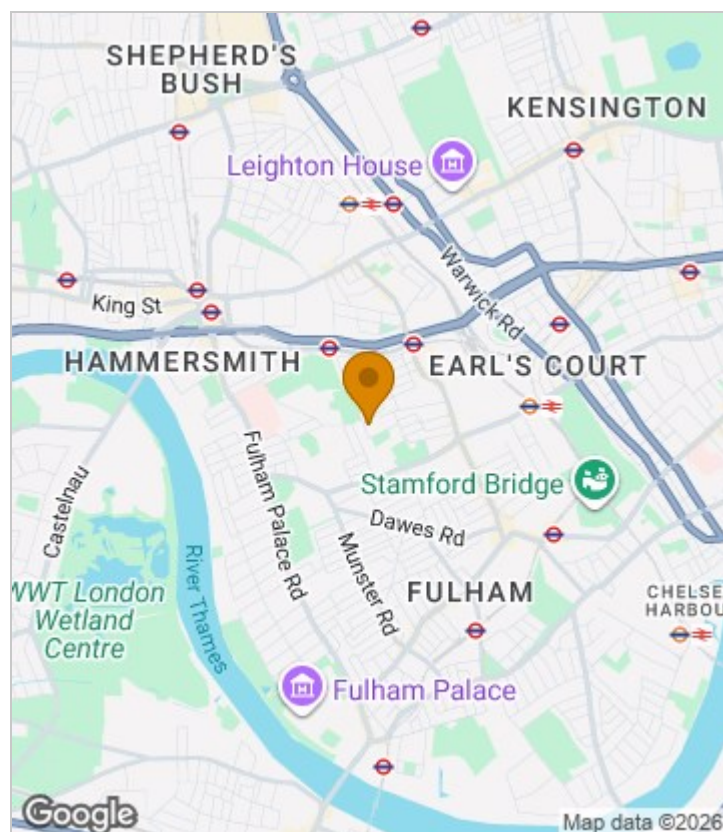 SHEPHERD'S
BUSH
KENSINGTON
Leighton House
Warwick Rd
King St
HAMMERSMITH
EARL'S COURT
Castelnau
Fulham Palace Rd
Stamford Bridge
Dawes Rd
Munster Rd
River Thames
WWT London
Wetland
Centre
FULHAM
CHELSE
HARBOU
Fulham Palace
Google
Map data ©2026